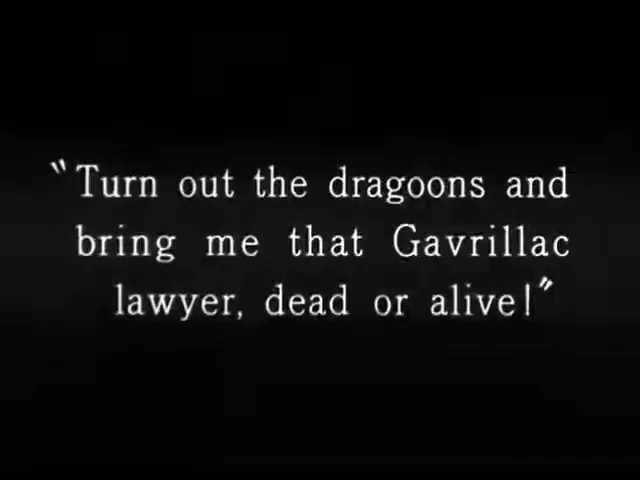 "Turn out the dragoons and
bring me that Gavrillac
lawyer, dead or alive!"